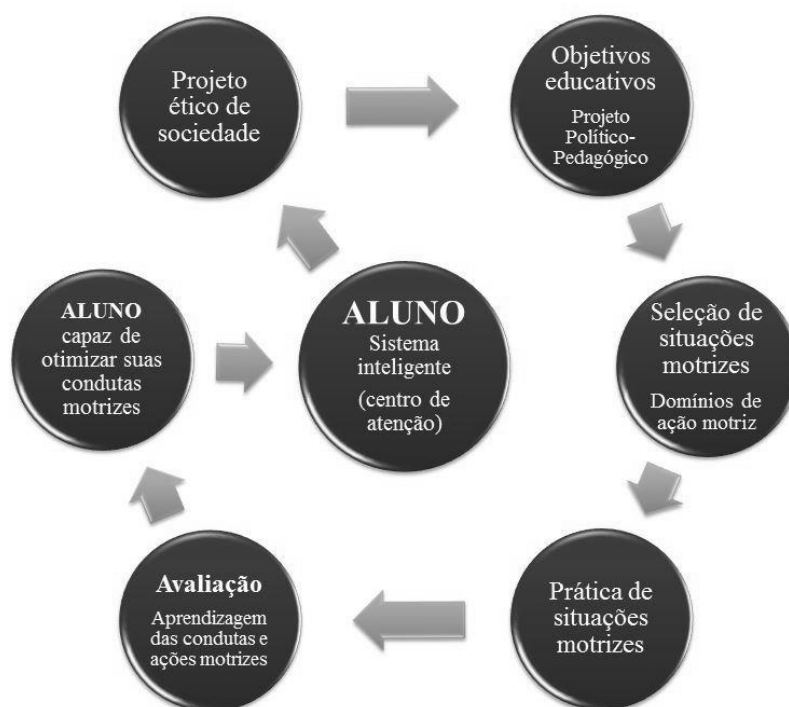 Projeto
ético de
sociedade
Objetivos
educativos
Projeto
Político-
Pedagógico
ALUNO
capaz de
otimizar suas
condutas
motrizes
ALUNO
Sistema
inteligente
(centro de
atenção)
Seleção de
situações
motrizes
Domínios de
ação motriz
Avaliação
Aprendizagem
das condutas e
ações motrizes
Prática de
situações
motrizes